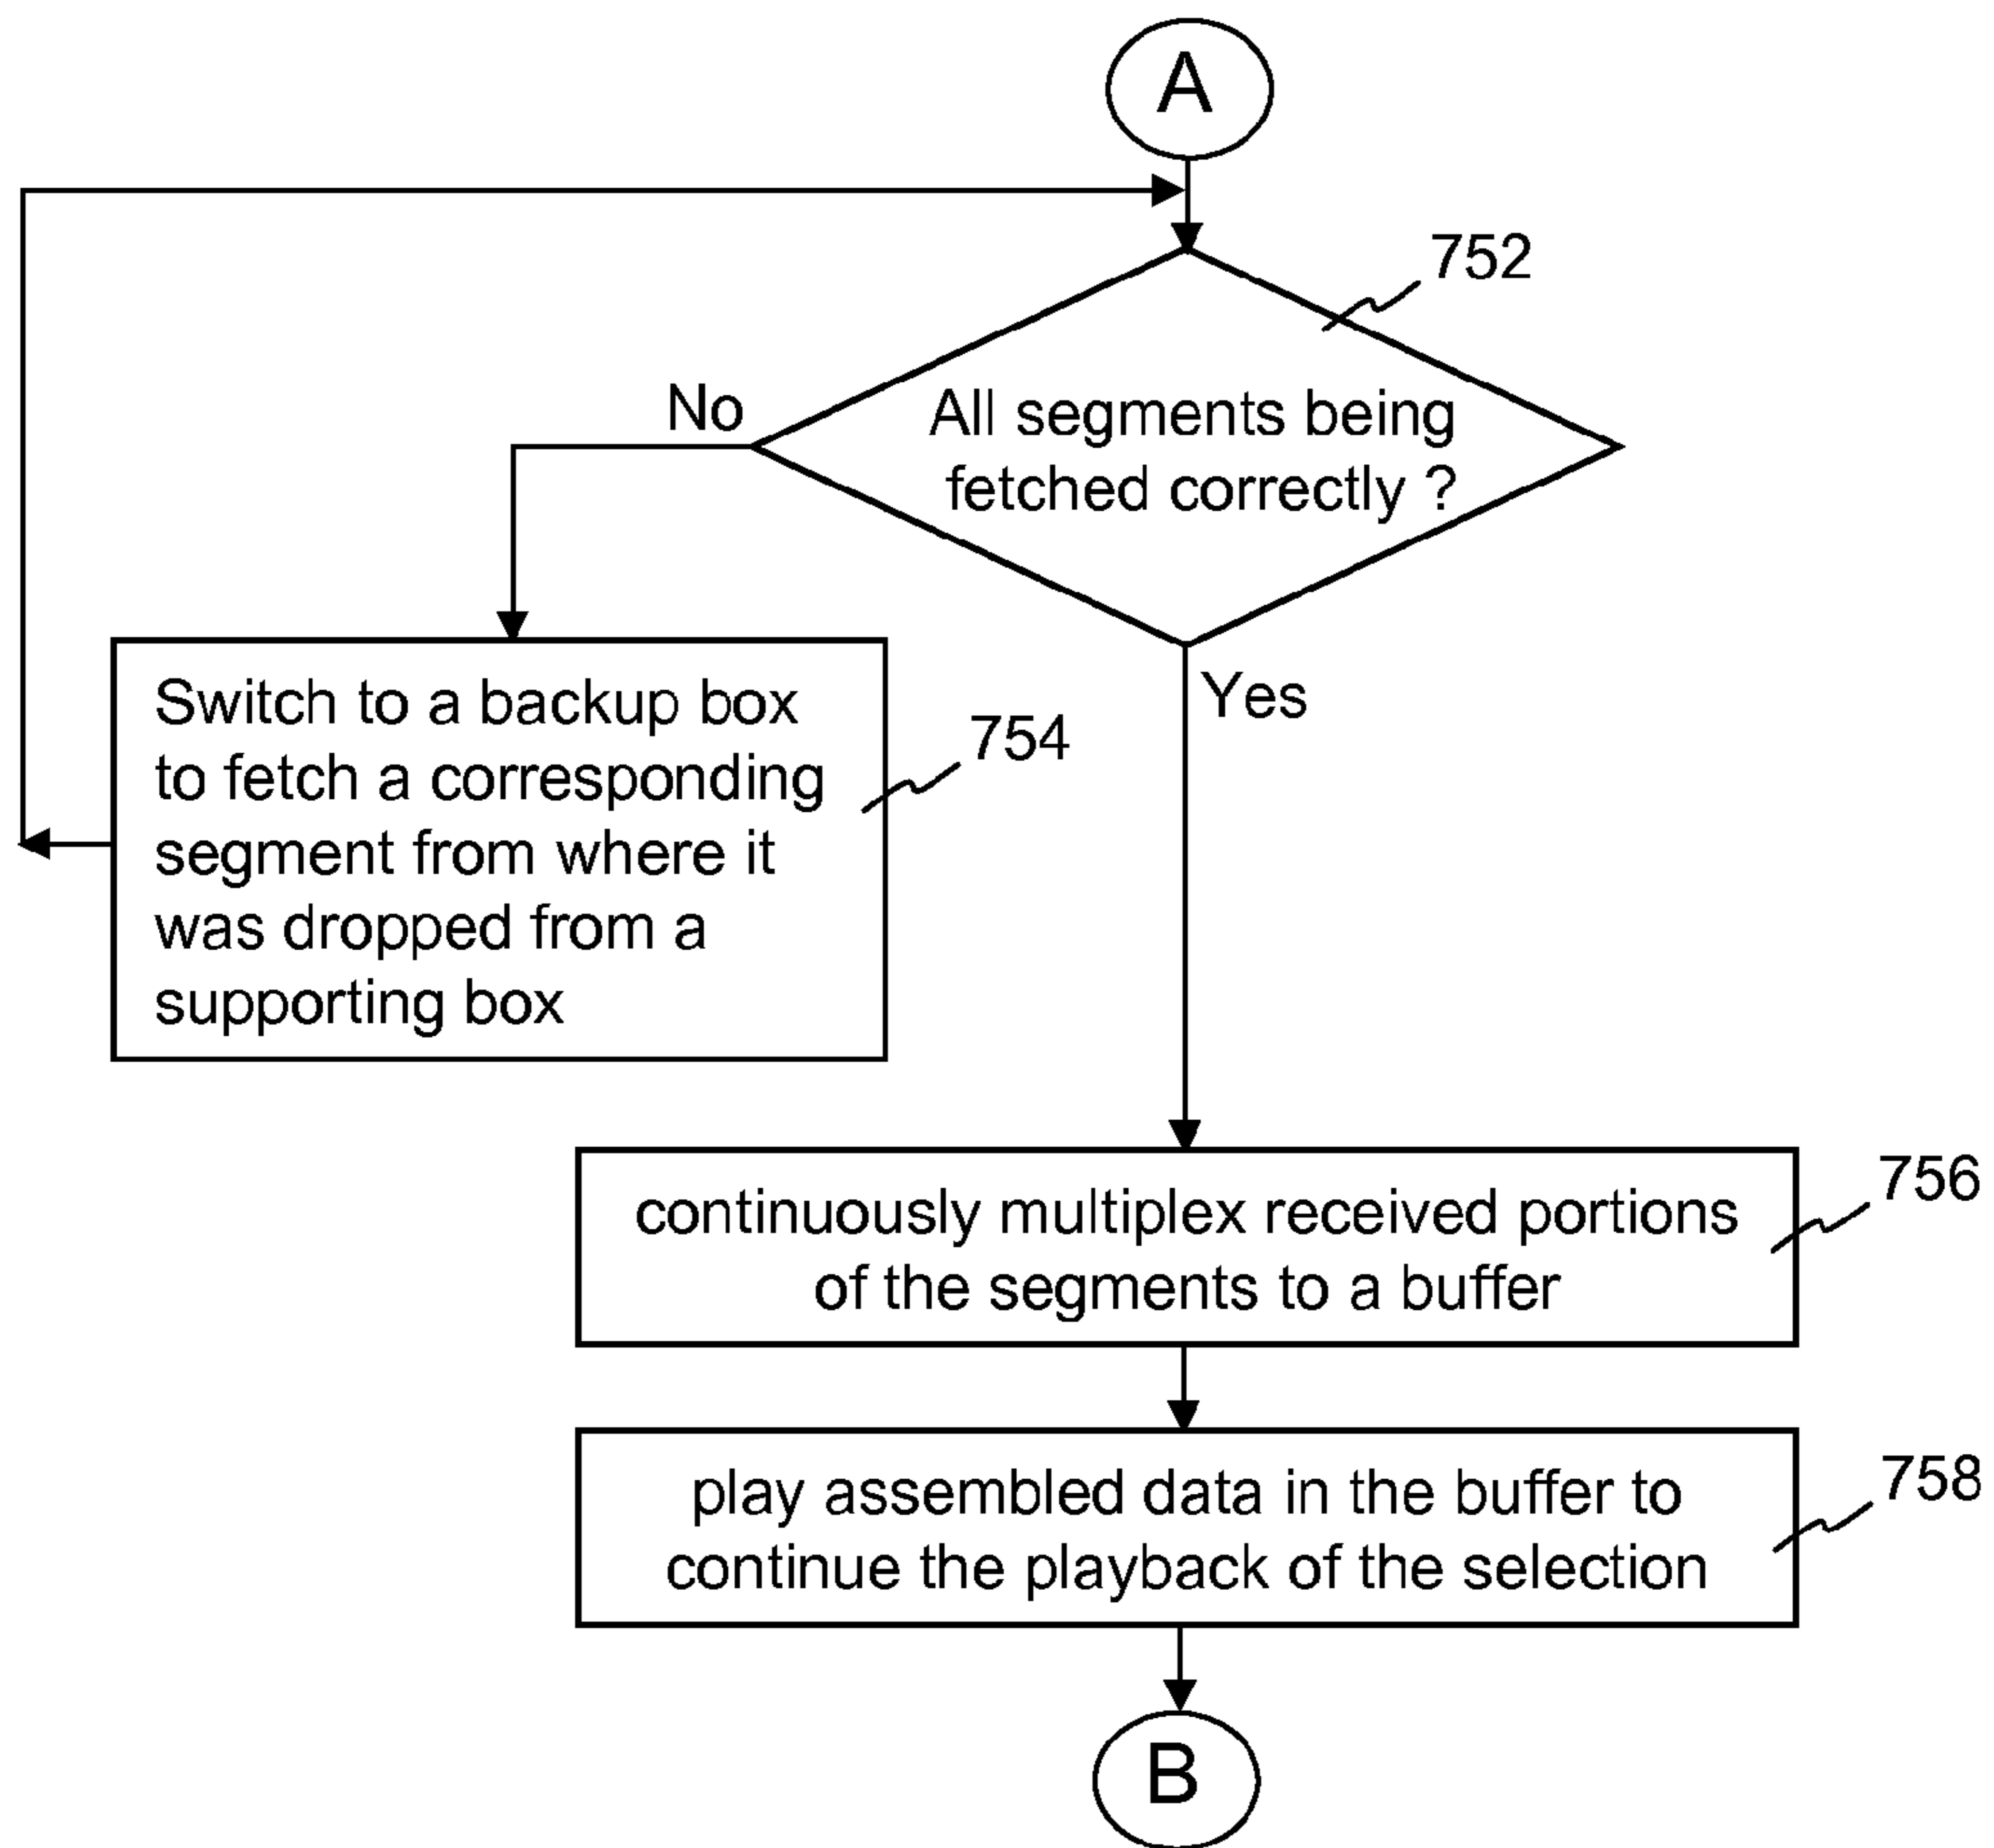 A
752
No
All segments being
fetched correctly ?
Yes
Switch to a backup box
to fetch a corresponding
segment from where it
was dropped from a
supporting box
754
continuously multiplex received portions
of the segments to a buffer
756
play assembled data in the buffer to
continue the playback of the selection
758
B